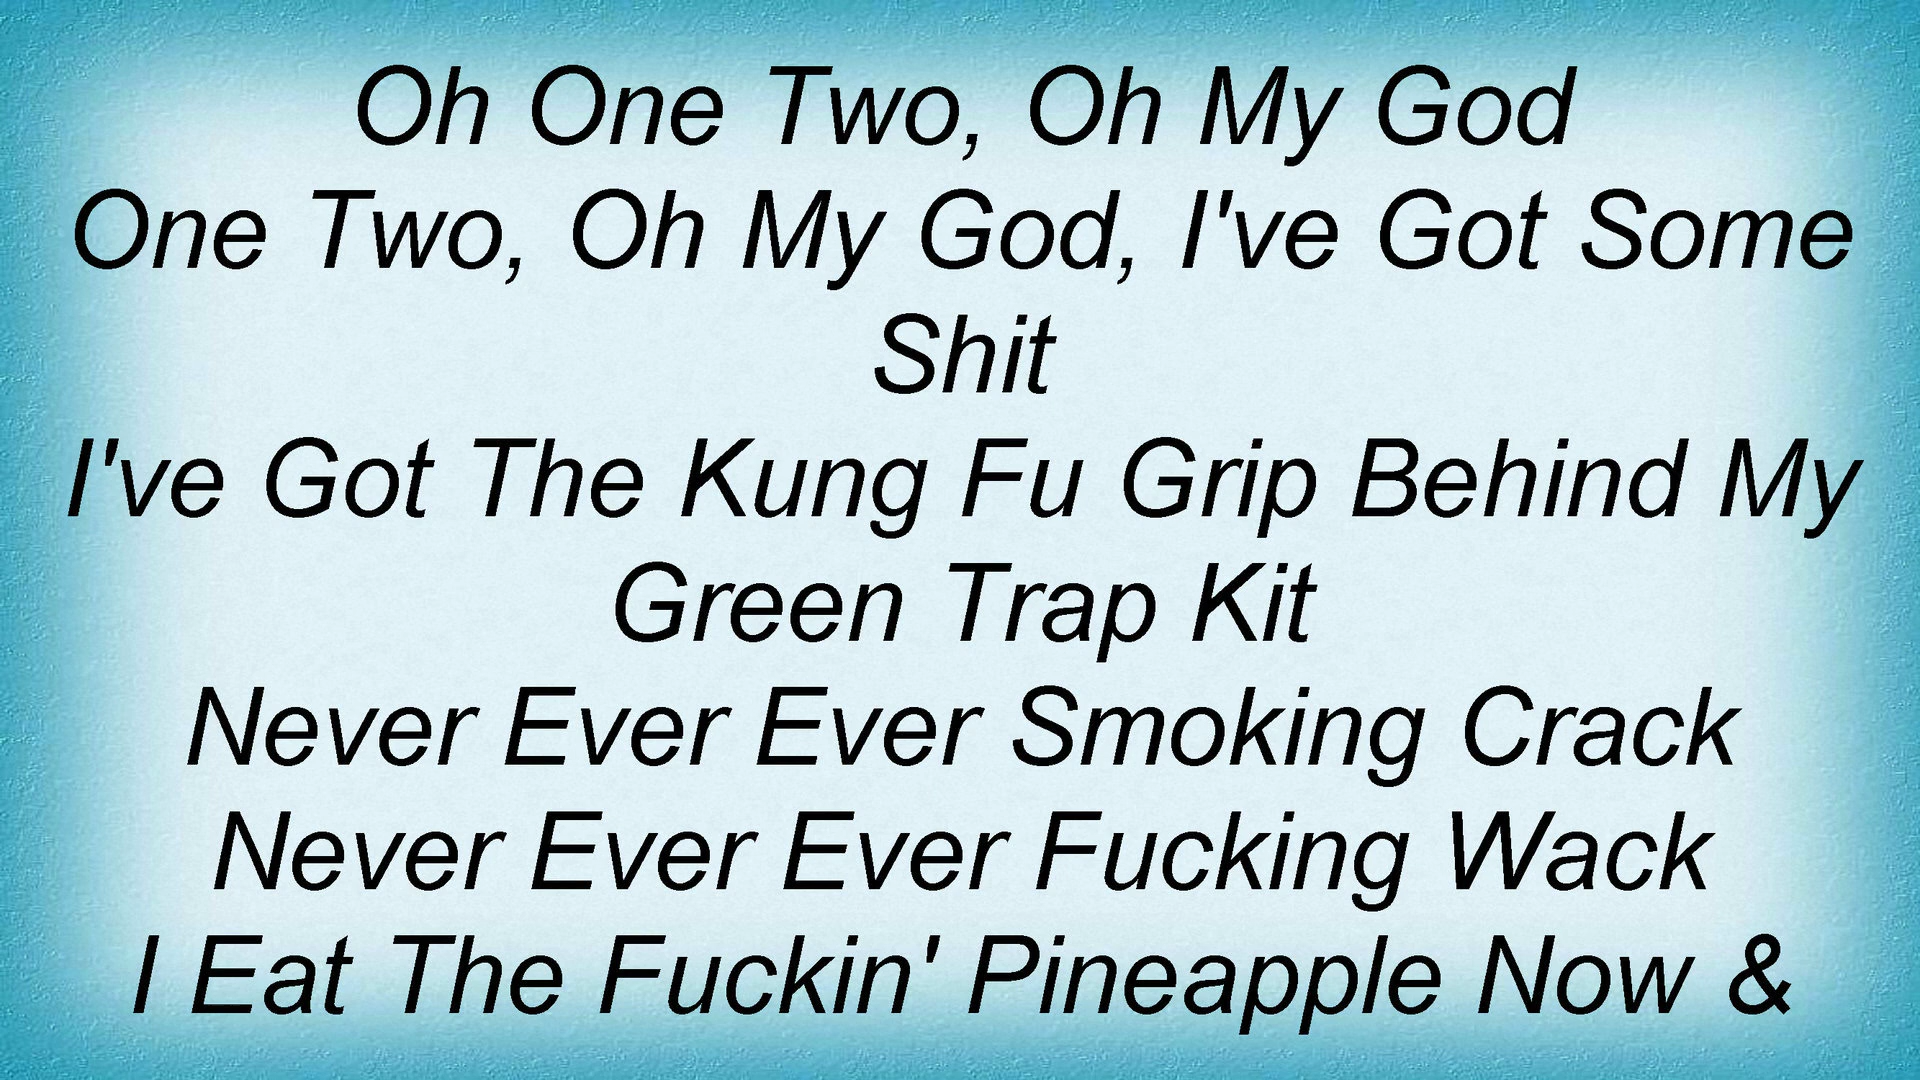 Oh One Two, Oh My God
One Two, Oh My God, I've Got Some
Shit
I've Got The Kung Fu Grip Behind My
Green Trap Kit
Never Ever Ever Smoking Crack
Never Ever Ever Fucking Wack
I Eat The Fuckin' Pineapple Now &